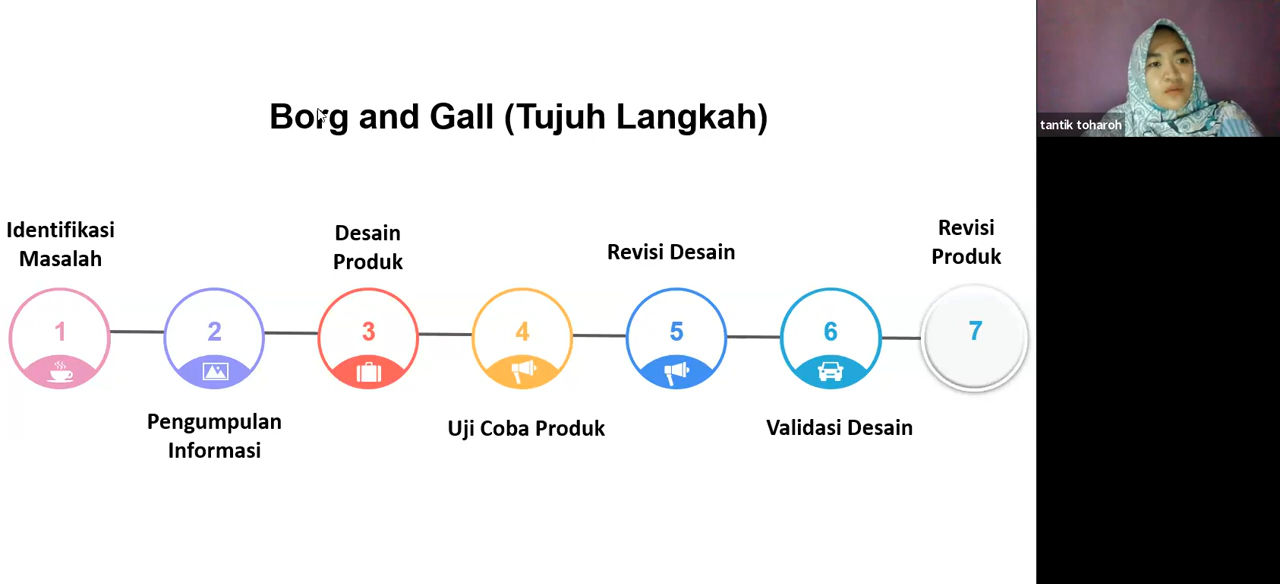 Borg and Gall (Tujuh Langkah)
tantik toharoh
Identifikasi
Masalah
Desain
Produk
Revisi Desain
Revisi
Produk
1
2
3
4
5
6
7
Pengumpulan
Informasi
Uji Coba Produk
Validasi Desain